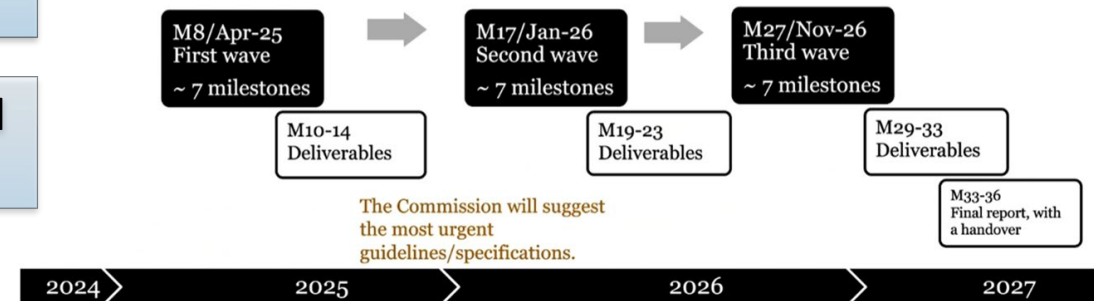 M8/Apr-25
First wave
~ 7 milestones
M17/Jan-26
Second wave
~ 7 milestones
M27/Nov-26
Third wave
~ 7 milestones
M10-14
Deliverables
M19-23
Deliverables
M29-33
Deliverables
M33-36
Final report, with
a handover
The Commission will suggest
the most urgent
guidelines/specifications.
2024
2025
2026
2027